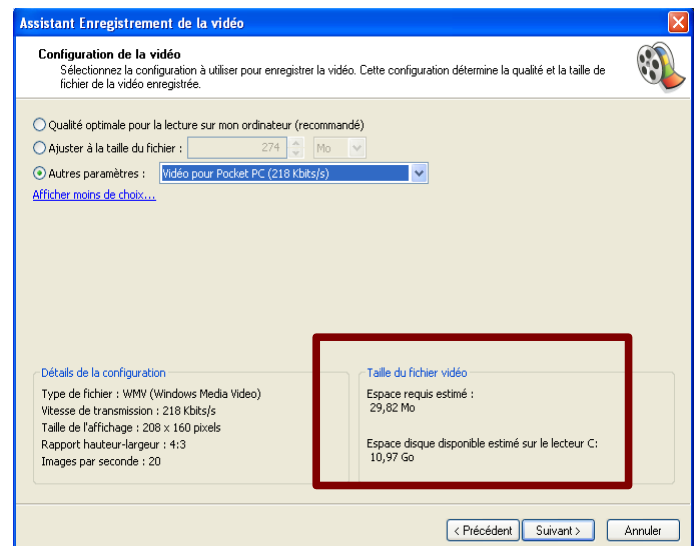 Assistant Enregistrement de la vidéo
Configuration de la vidéo
Sélectionnez la configuration à utiliser pour enregistrer la vidéo. Cette configuration détermine la qualité et la taille de
fichier de la vidéo enregistrée.
Qualité optimale pour la lecture sur mon ordinateur (recommandé)
Ajuster à la taille du fichier : 274 Mo
Autres paramètres : Vidéo pour Pocket PC (218 Kbits/s)
Afficher moins de choix...
Détails de la configuration
Type de fichier : WMV (Windows Media Video)
Vitesse de transmission : 218 Kbits/s
Taille de l'affichage : 208 x 160 pixels
Rapport hauteur-largeur : 4:3
Images par seconde : 20
Taille du fichier vidéo
Espace requis estimé :
29,82 Mo
Espace disque disponible estimé sur le lecteur C:
10,97 Go
< Précédent Suivant > Annuler